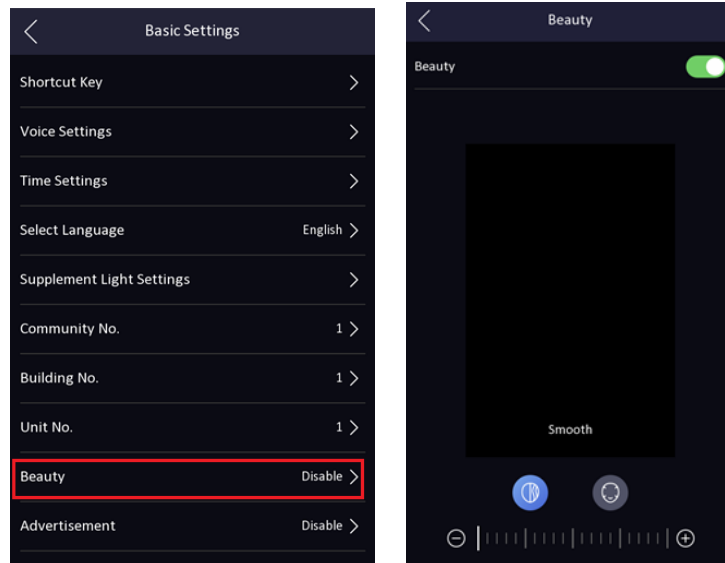 Basic Settings
Shortcut Key
Voice Settings
Time Settings
Select Language English
Supplement Light Settings
Community No. 1
Building No. 1
Unit No. 1
Beauty Disable
Advertisement Disable
Beauty
Beauty
Smooth